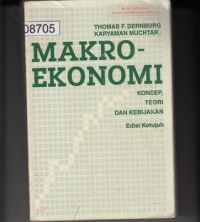 08705
THOMAS F. DERNBURG
KARYAMAN MUCHTAR
MAKRO-
EKONOMI
KONSEP,
TEORI
DAN KEBIJAKAN
Edisi Ketujuh